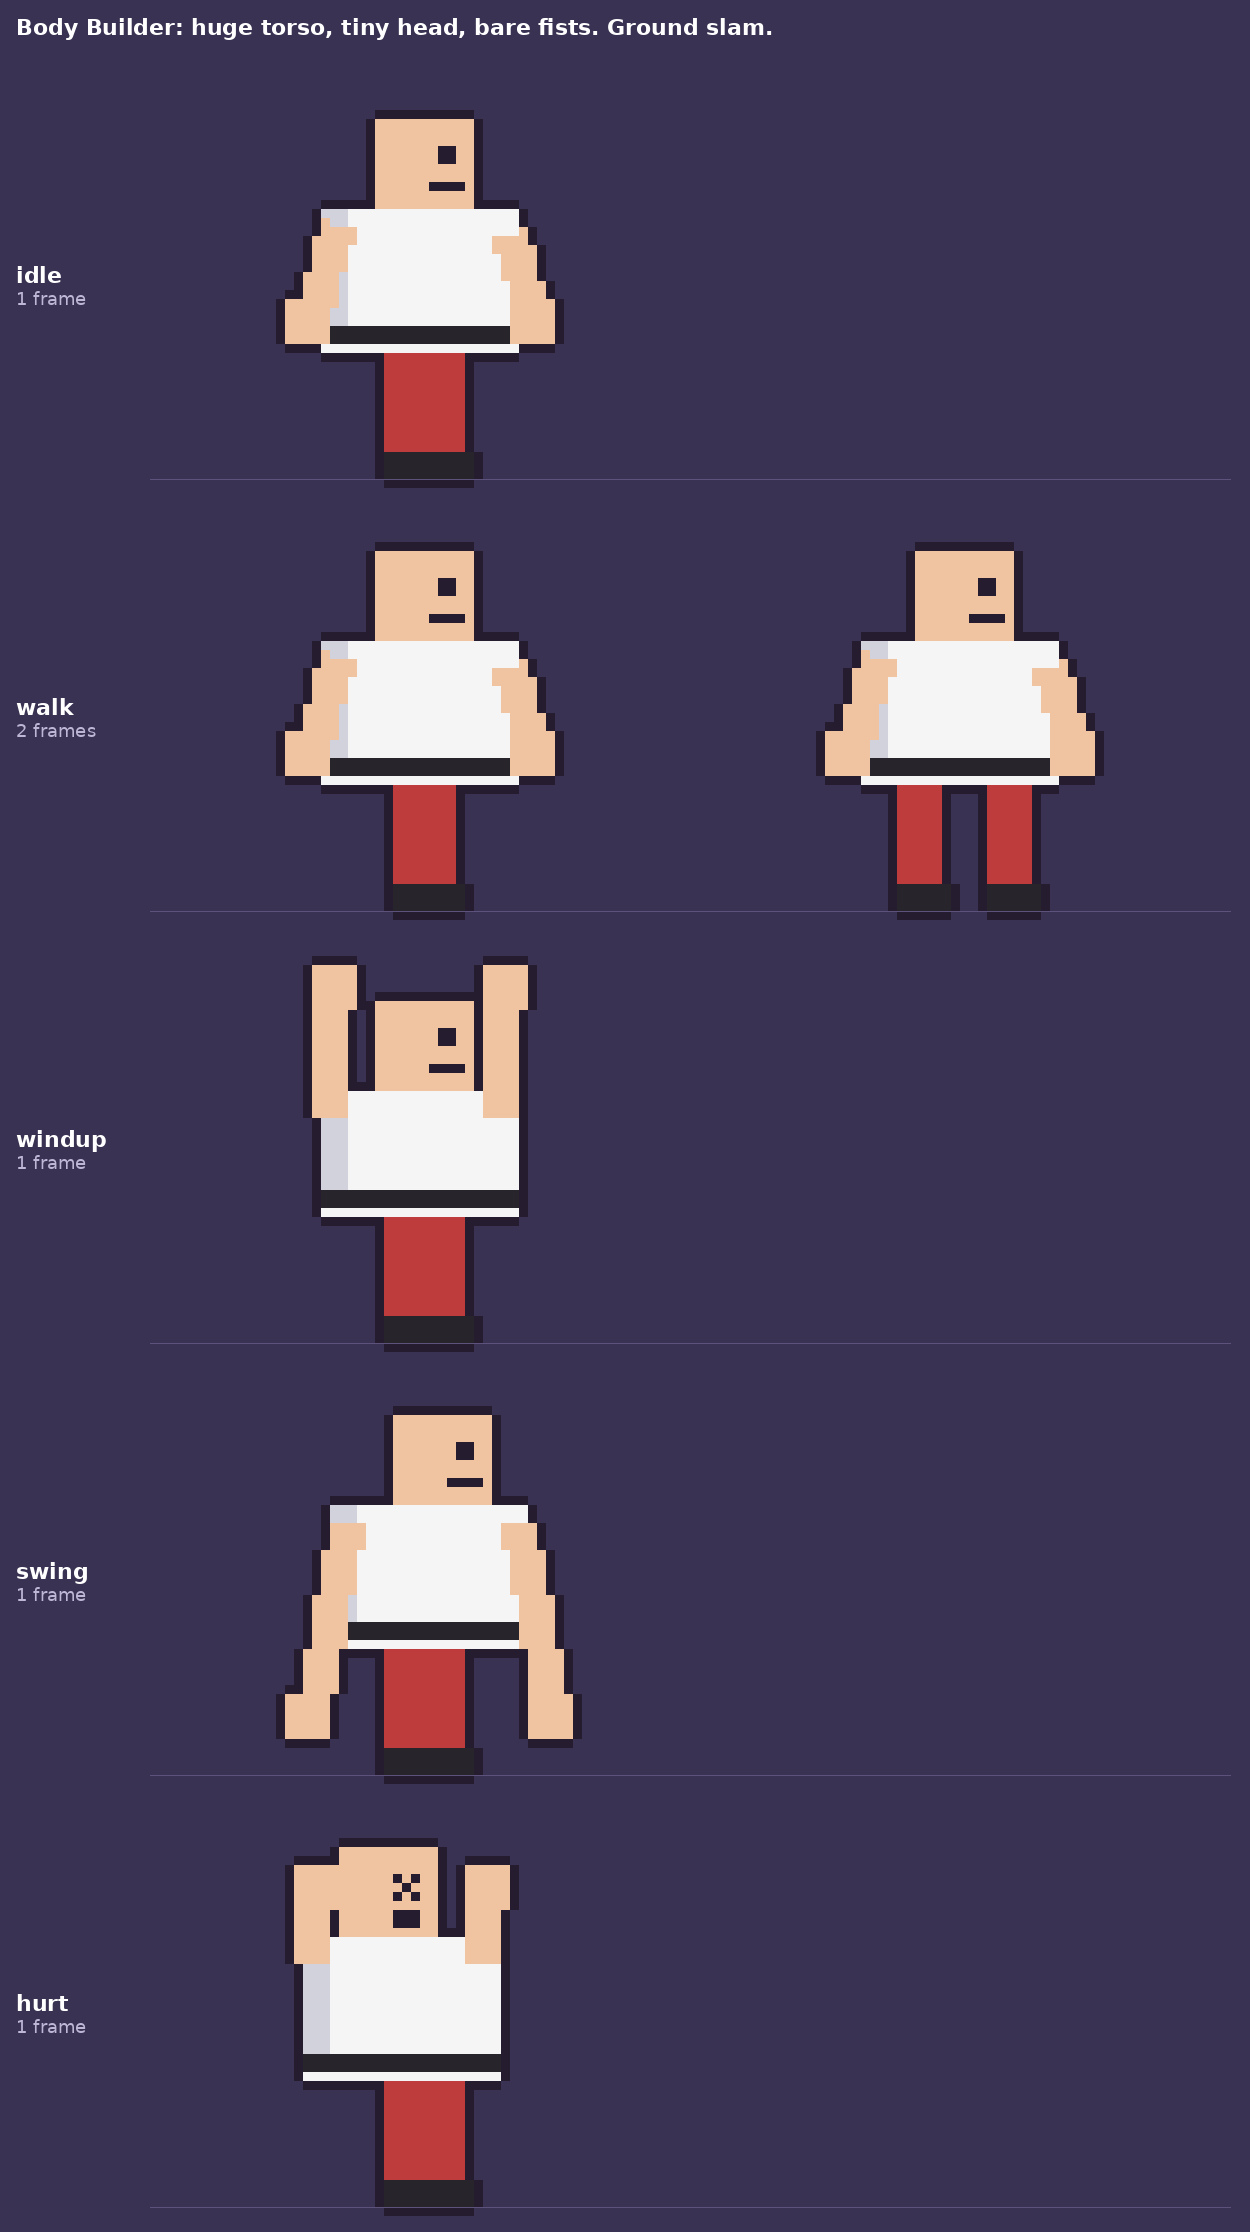 Body Builder: huge torso, tiny head, bare fists. Ground slam.
idle
1 frame
walk
2 frames
windup
1 frame
swing
1 frame
hurt
1 frame